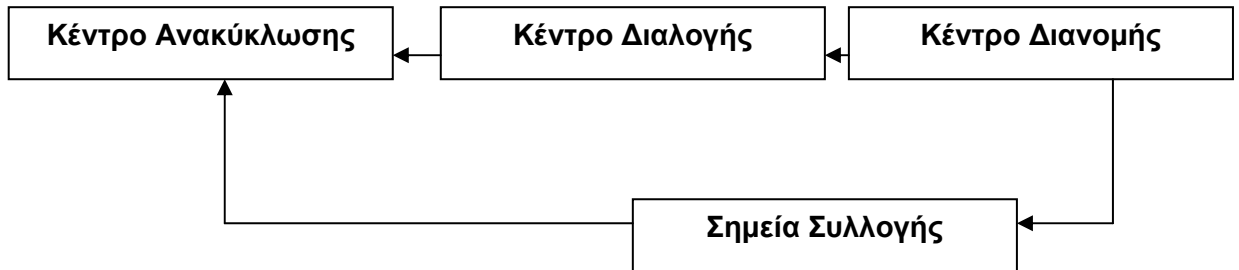 Κέντρο Ανακύκλωσης
Κέντρο Διαλογής
Κέντρο Διανομής
Σημεία Συλλογής